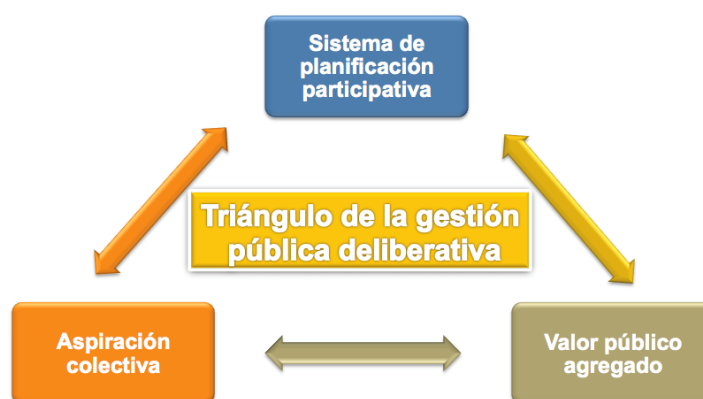 Sistema de
planificación
participativa
Triángulo de la gestión
pública deliberativa
Aspiración
colectiva
Valor público
agregado